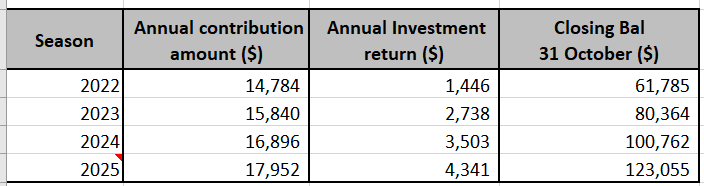 Season Annual contribution amount ($) Annual Investment return ($) Closing Bal 31 October ($)
2022 14,784 1,446 61,785
2023 15,840 2,738 80,364
2024 16,896 3,503 100,762
2025 17,952 4,341 123,055